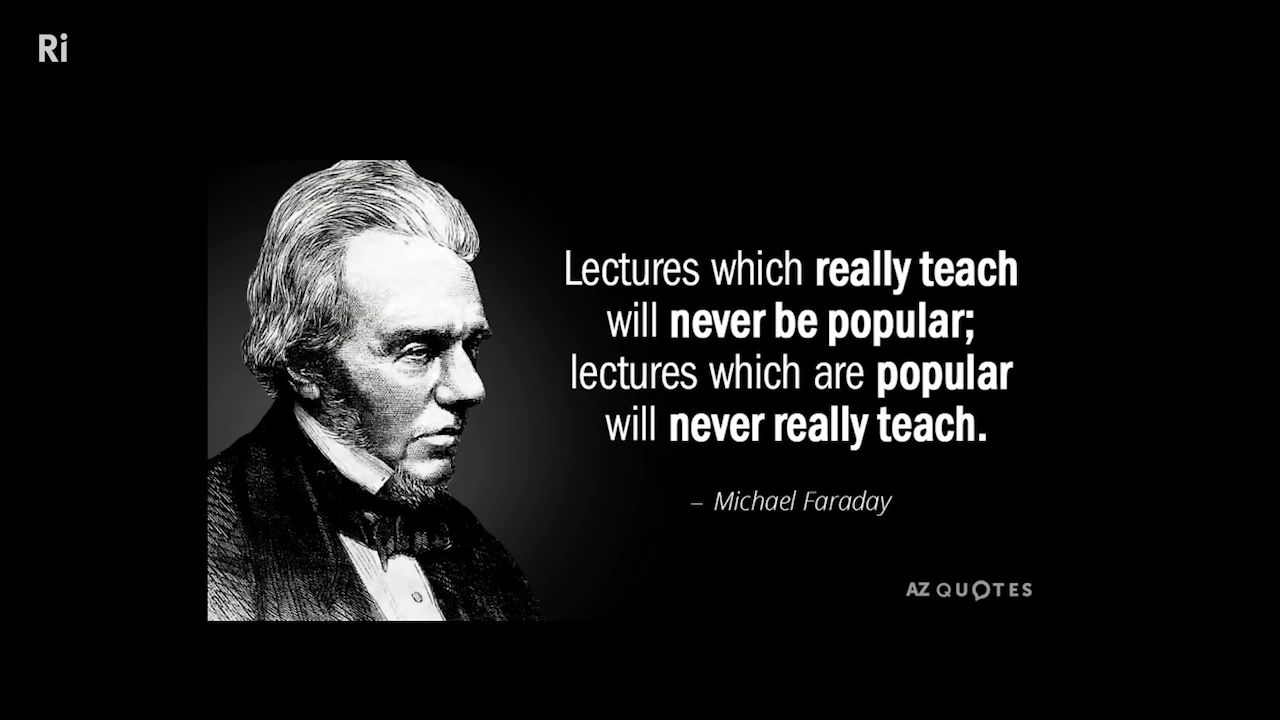 Ri
Lectures which really teach
will never be popular;
lectures which are popular
will never really teach.
– Michael Faraday
AZ QUOTES